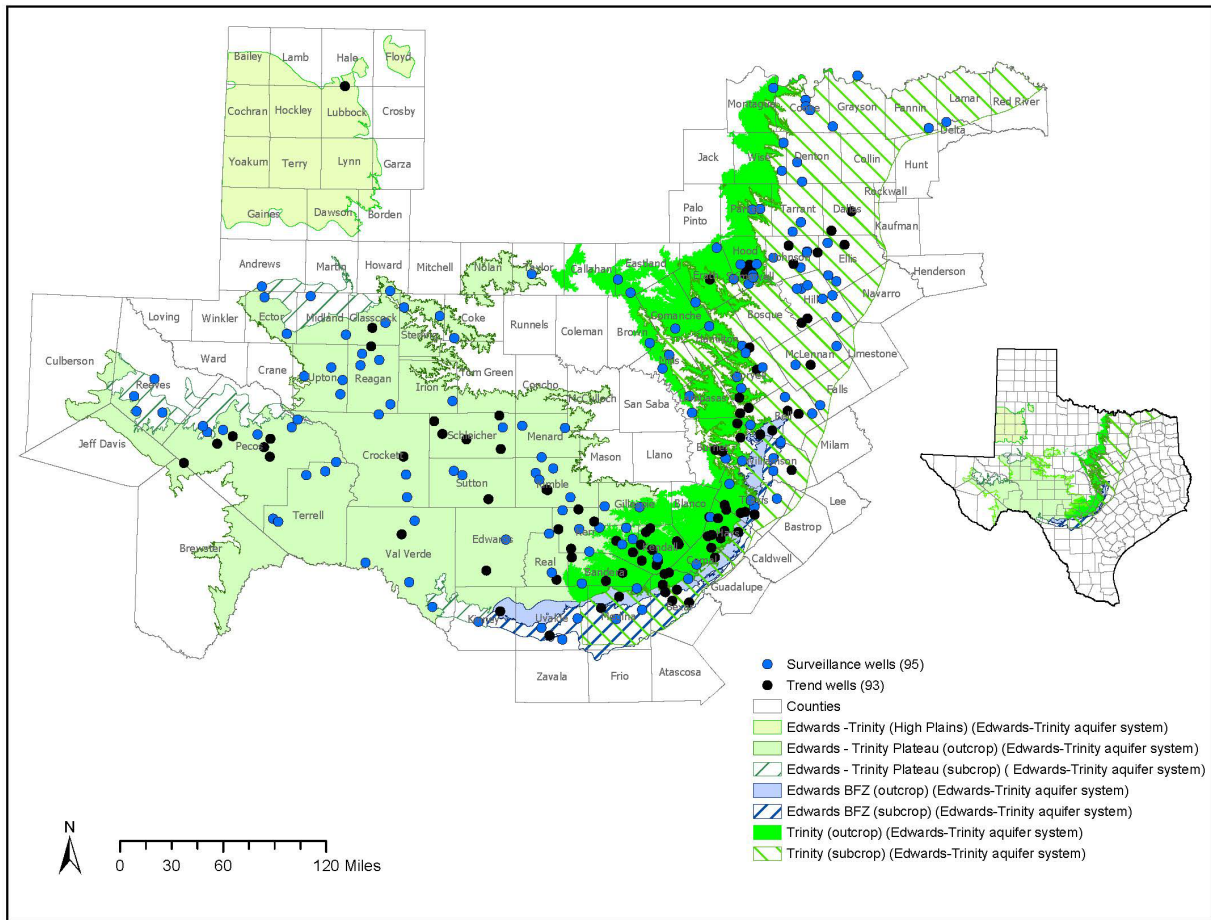 Bailey
Lamb
Hale
Floyd
Cochran
Hockley
Lubbock
Crosby
Yoakum
Terry
Lynn
Garza
Gaines
Dawson
Borden
Montague
Cooke
Grayson
Fannin
Lamar
Red River
Delta
Jack
Wise
Denton
Collin
Hunt
Rockwall
Palo
Pinto
Parker
Tarrant
Dallas
Kaufman
Andrews
Martin
Howard
Mitchell
Nolan
Taylor
Callahan
Eastland
Erath
Hood
Johnson
Ellis
Henderson
Navarro
Loving
Winkler
Ector
Midland
Glasscock
Sterling
Coke
Runnels
Coleman
Brown
Comanche
Bosque
Hill
Culberson
Reeves
Ward
Crane
Upton
Reagan
Irion
Tom Green
Concho
McCulloch
San Saba
Mills
Hamilton
McLennan
Limestone
Falls
Jeff Davis
Pecos
Crockett
Schleicher
Menard
Mason
Llano
Burnet
Bell
Milam
Williamson
Lee
Terrell
Sutton
Kimble
Gillespie
Blanco
Travis
Bastrop
Brewster
Val Verde
Edwards
Real
Kerr
Kendall
Hays
Caldwell
Bandera
Comal
Guadalupe
Kinney
Uvalde
Medina
Bexar
Zavala
Frio
Atascosa
Surveillance wells (95)
Trend wells (93)
Counties
Edwards -Trinity (High Plains) (Edwards-Trinity aquifer system)
Edwards - Trinity Plateau (outcrop) (Edwards-Trinity aquifer system)
Edwards - Trinity Plateau (subcrop) ( Edwards-Trinity aquifer system)
Edwards BFZ (outcrop) (Edwards-Trinity aquifer system)
Edwards BFZ (subcrop) (Edwards-Trinity aquifer system)
Trinity (outcrop) (Edwards-Trinity aquifer system)
Trinity (subcrop) (Edwards-Trinity aquifer system)
N
0 30 60 120 Miles